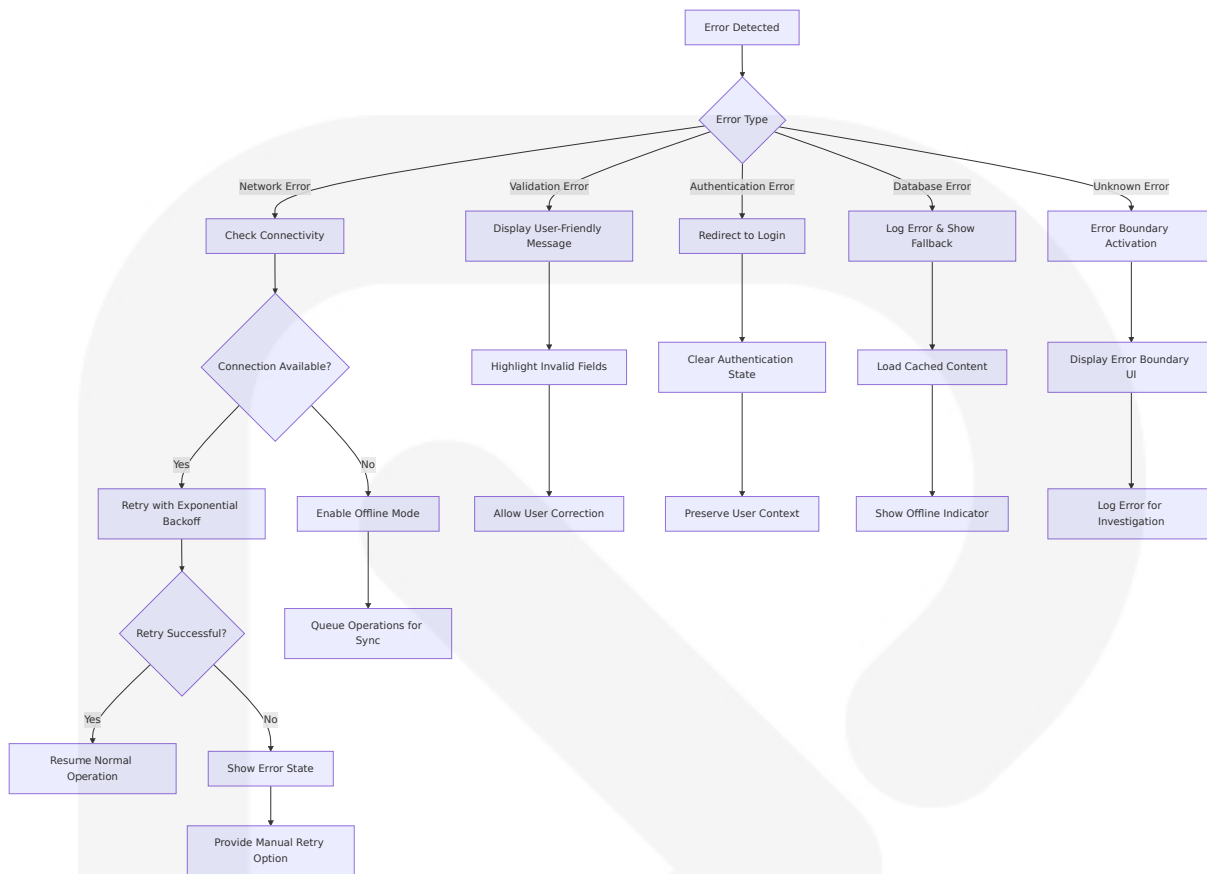 Error Detected
Error Type
Network Error
Validation Error
Authentication Error
Database Error
Unknown Error
Check Connectivity
Display User-Friendly
Message
Redirect to Login
Log Error & Show
Fallback
Error Boundary
Activation
Connection Available?
Highlight Invalid Fields
Clear Authentication
State
Load Cached Content
Display Error Boundary
UI
Yes
No
Retry with Exponential
Backoff
Enable Offline Mode
Allow User Correction
Preserve User Context
Show Offline Indicator
Log Error for
Investigation
Retry Successful?
Queue Operations for
Sync
Yes
No
Resume Normal
Operation
Show Error State
Provide Manual Retry
Option